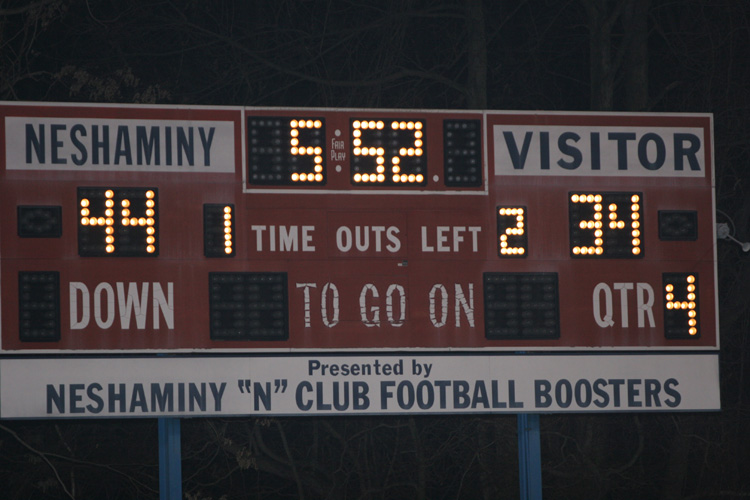 NESHAMINY 5:52 VISITOR
FAIR
PLAY
44 1 TIME OUTS LEFT 2 34
DOWN TO GO ON QTR 4
Presented by
NESHAMINY "N" CLUB FOOTBALL BOOSTERS